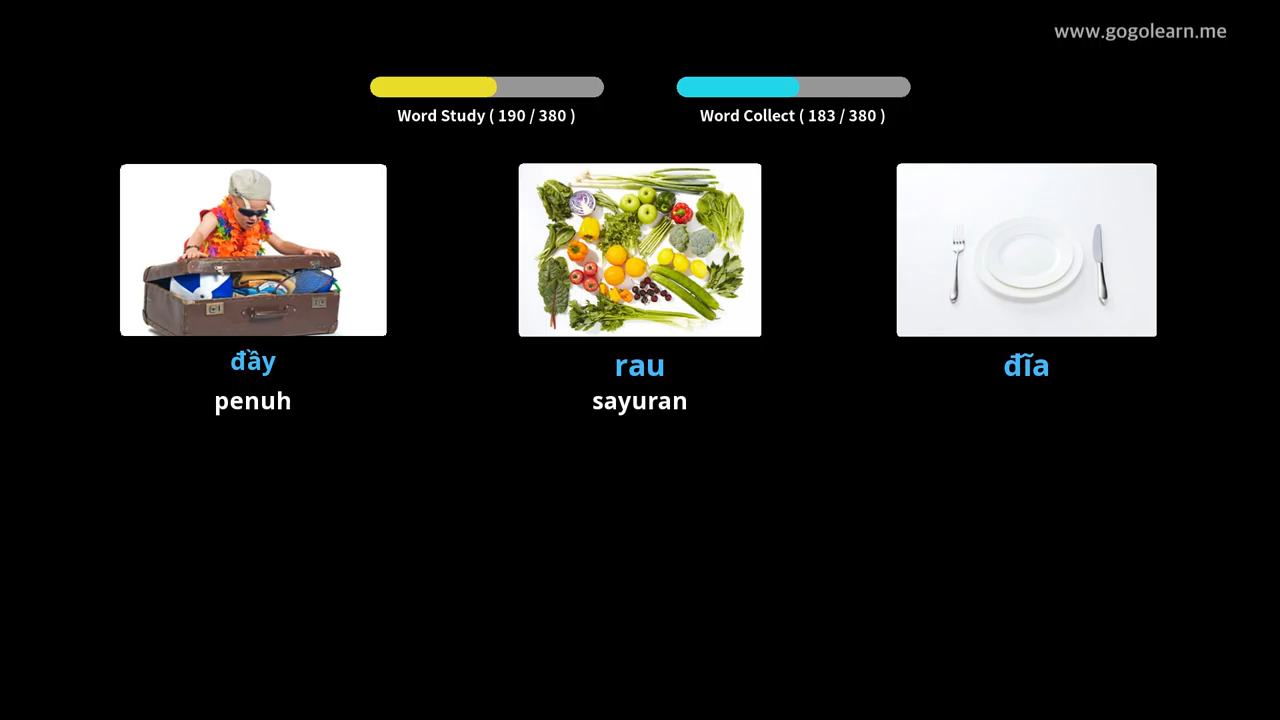 www.gogolearn.me
Word Study ( 190 / 380 )
Word Collect ( 183 / 380 )
đầy
rau
đĩa
penuh
sayuran